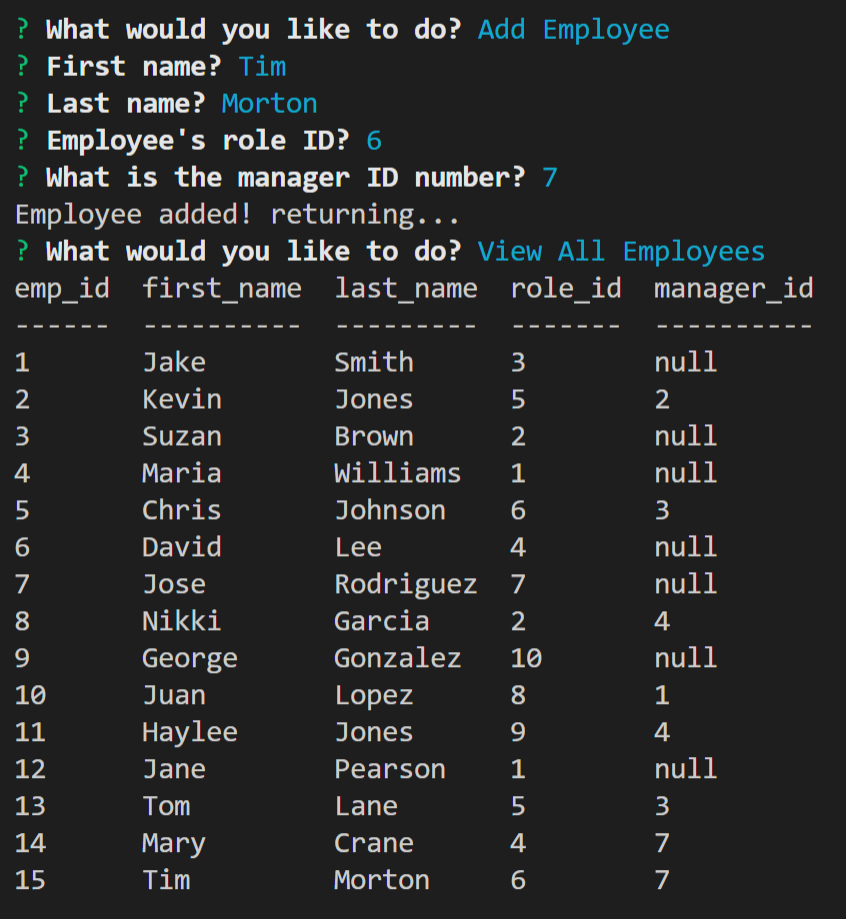 ? What would you like to do? Add Employee
? First name? Tim
? Last name? Morton
? Employee's role ID? 6
? What is the manager ID number? 7
Employee added! returning...
? What would you like to do? View All Employees
emp_id  first_name  last_name  role_id  manager_id
------  ----------  ---------  -------  ----------
1       Jake        Smith      3        null
2       Kevin       Jones      5        2
3       Suzan       Brown      2        null
4       Maria       Williams   1        null
5       Chris       Johnson    6        3
6       David       Lee        4        null
7       Jose        Rodriguez  7        null
8       Nikki       Garcia     2        4
9       George      Gonzalez   10       null
10      Juan        Lopez      8        1
11      Haylee      Jones      9        4
12      Jane        Pearson    1        null
13      Tom         Lane       5        3
14      Mary        Crane      4        7
15      Tim         Morton     6        7